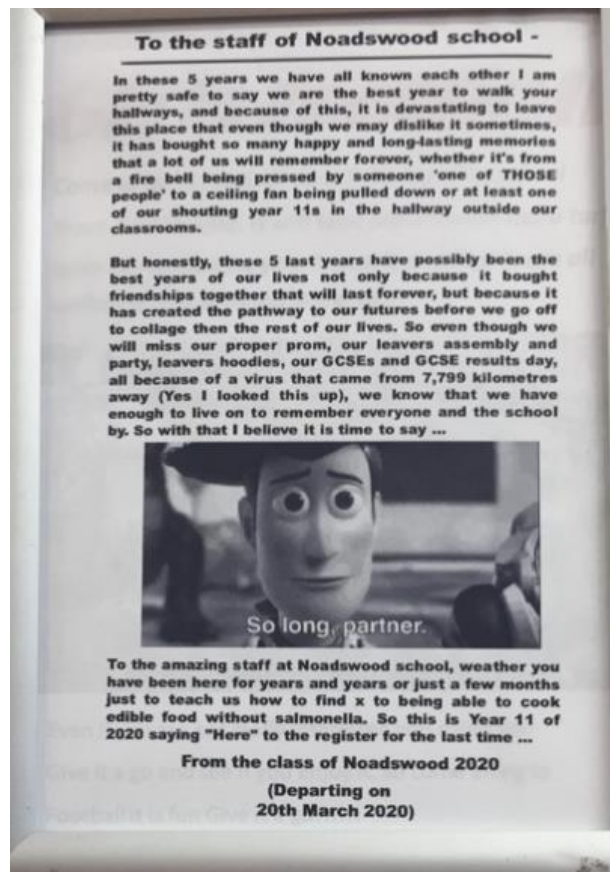 To the staff of Noadswood school -
In these 5 years we have all known each other I am
pretty safe to say we are the best year to walk your
hallways, and because of this, it is devastating to leave
this place that even though we may dislike it sometimes,
it has bought so many happy and long-lasting memories
that a lot of us will remember forever, whether it's from
a fire bell being pressed by someone 'one of THOSE
people' to a ceiling fan being pulled down or at least one
of our shouting year 11s in the hallway outside our
classrooms.
But honestly, these 5 last years have possibly been the
best years of our lives not only because it bought
friendships together that will last forever, but because it
has created the pathway to our futures before we go off
to collage then the rest of our lives. So even though we
will miss our proper prom, our leavers assembly and
party, leavers hoodies, our GCSEs and GCSE results day,
all because of a virus that came from 7,799 kilometres
away (Yes I looked this up), we know that we have
enough to live on to remember everyone and the school
by. So with that I believe it is time to say ...
So long, partner.
To the amazing staff at Noadswood school, weather you
have been here for years and years or just a few months
just to teach us how to find x to being able to cook
edible food without salmonella. So this is Year 11 of
2020 saying "Here" to the register for the last time ...
From the class of Noadswood 2020
(Departing on
20th March 2020)